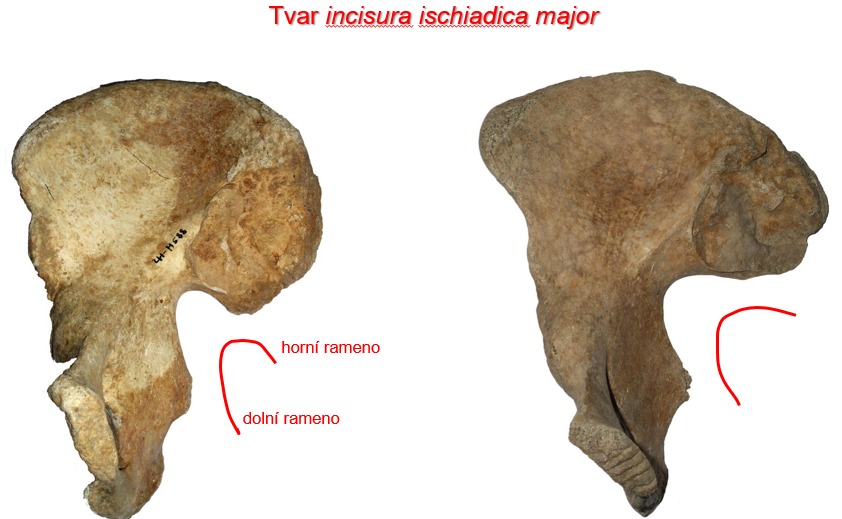 Tvar incisura ischiadica major
horní rameno
dolní rameno